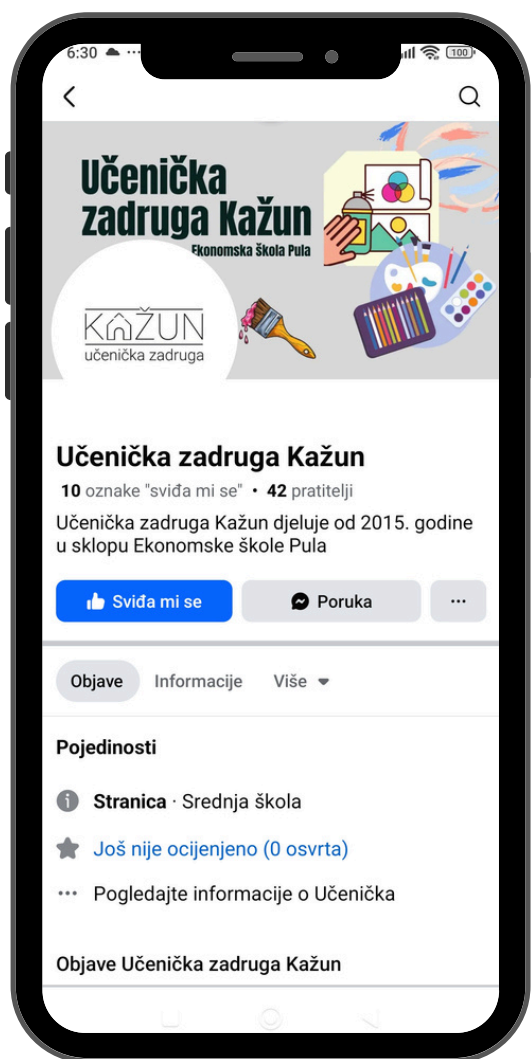 6:30
100
Učenička
zadruga Kažun
Ekonomska škola Pula
KAŽUN
učenička zadruga
Učenička zadruga Kažun
10 oznake "sviđa mi se" • 42 pratitelji
Učenička zadruga Kažun djeluje od 2015. godine
u sklopu Ekonomske škole Pula
Sviđa mi se
Poruka
Objave Informacije Više
Pojedinosti
Stranica · Srednja škola
Još nije ocijenjeno (0 osvrta)
Pogledajte informacije o Učenička
Objave Učenička zadruga Kažun